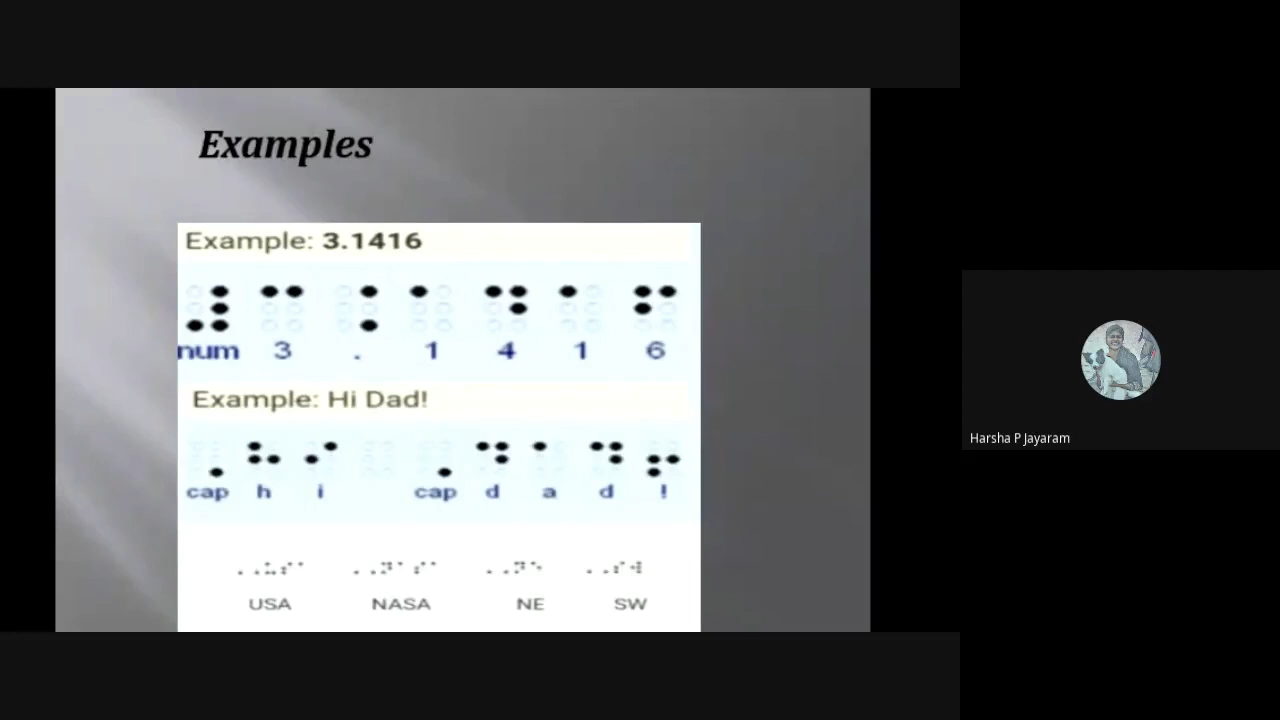 Examples
Example: 3.1416
num 3 . 1 4 1 6
Example: Hi Dad!
cap h i cap d a d !
USA NASA NE SW
Harsha P Jayaram